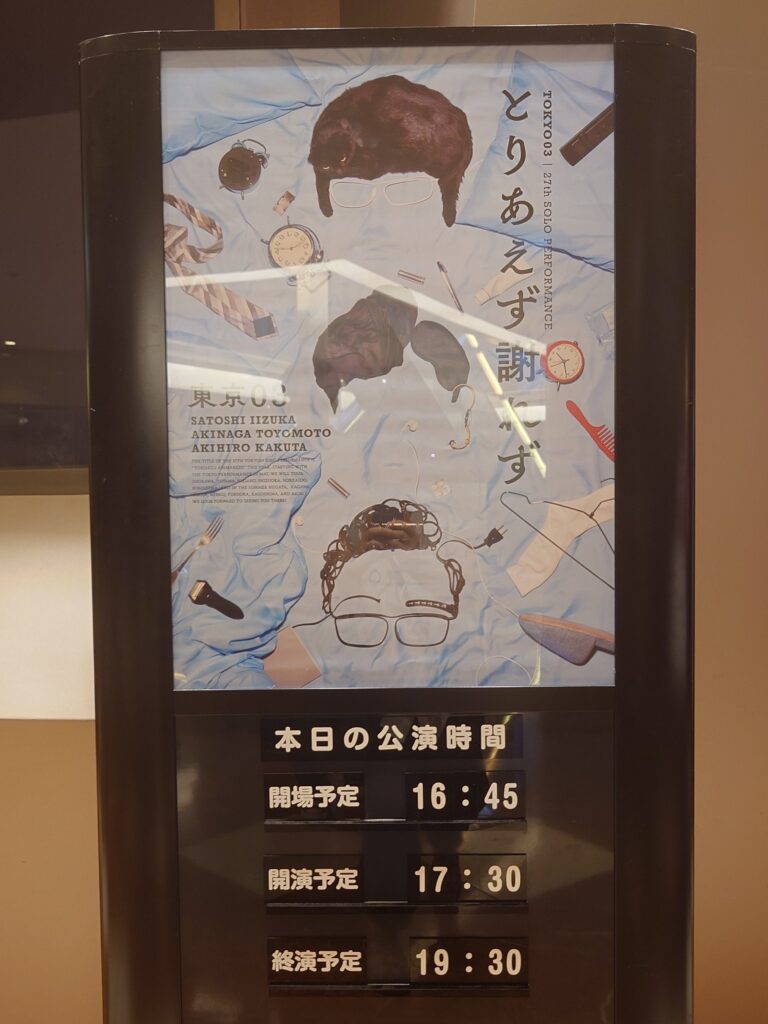 とりあえず謝れず
TOKYO03 | 27th SOLO PERFORMANCE
東京03
SATOSHI IIZUKA
AKINAGA TOYOMOTO
AKIHIRO KAKUTA
本日の公演時間
開場予定 16:45
開演予定 17:30
終演予定 19:30